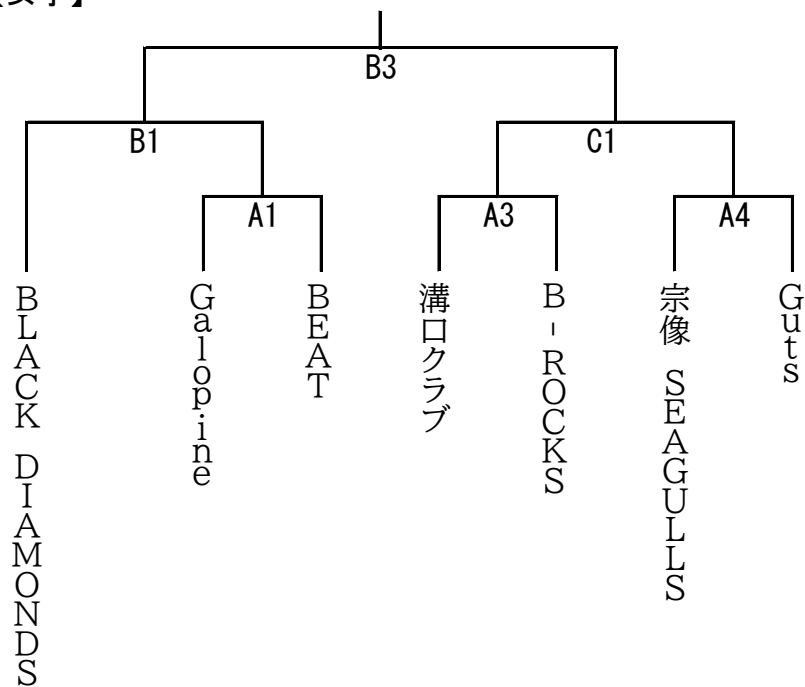 B3
B1
C1
A1
A3
A4
BLACK DIAMONDS
Galopine
BEAT
溝口クラブ
B-ROCKS
宗像 SEAGULLS
Guts